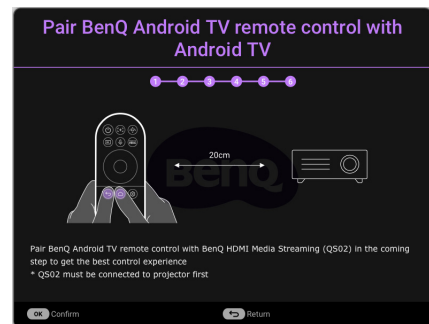 Pair BenQ Android TV remote control with
Android TV
1 2 3 4 5 6
20cm
BenQ
Pair BenQ Android TV remote control with BenQ HDMI Media Streaming (QS02) in the coming
step to get the best control experience
* QS02 must be connected to projector first
OK Confirm Return